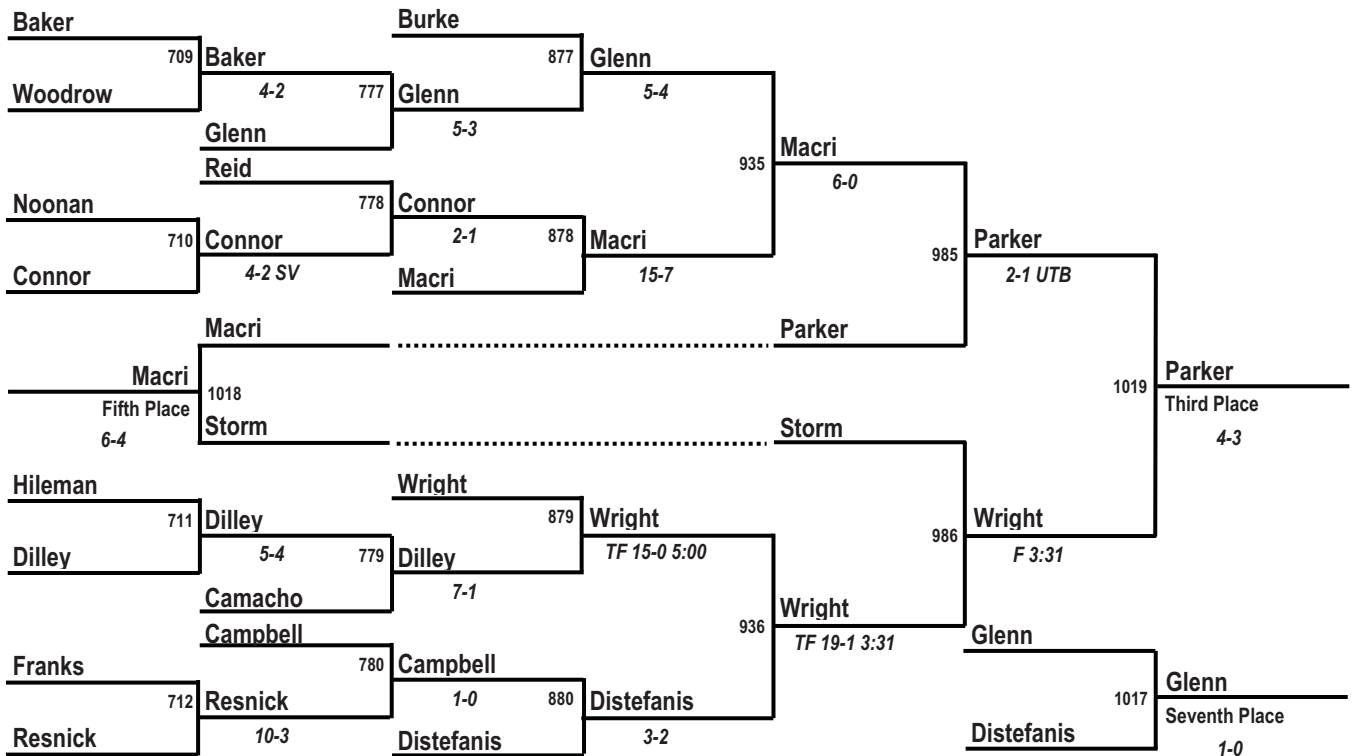 Baker
Burke
709 Baker
877 Glenn
Woodrow
4-2
777 Glenn
5-4
Glenn
5-3
Reid
935 Macri
6-0
Noonan
778 Connor
710 Connor
2-1
878 Macri
985 Parker
Connor
4-2 SV
Macri
15-7
2-1 UTB
Macri
Parker
Macri
1018
1019
Parker
Fifth Place
Third Place
6-4
Storm
Storm
4-3
Hileman
Wright
711 Dilley
879 Wright
986 Wright
Dilley
5-4
779 Dilley
TF 15-0 5:00
F 3:31
Camacho
7-1
Campbell
936 Wright
TF 19-1 3:31
Glenn
Franks
780 Campbell
712 Resnick
1-0
880 Distefanis
1017 Glenn
Resnick
10-3
Distefanis
3-2
Distefanis
Seventh Place
1-0